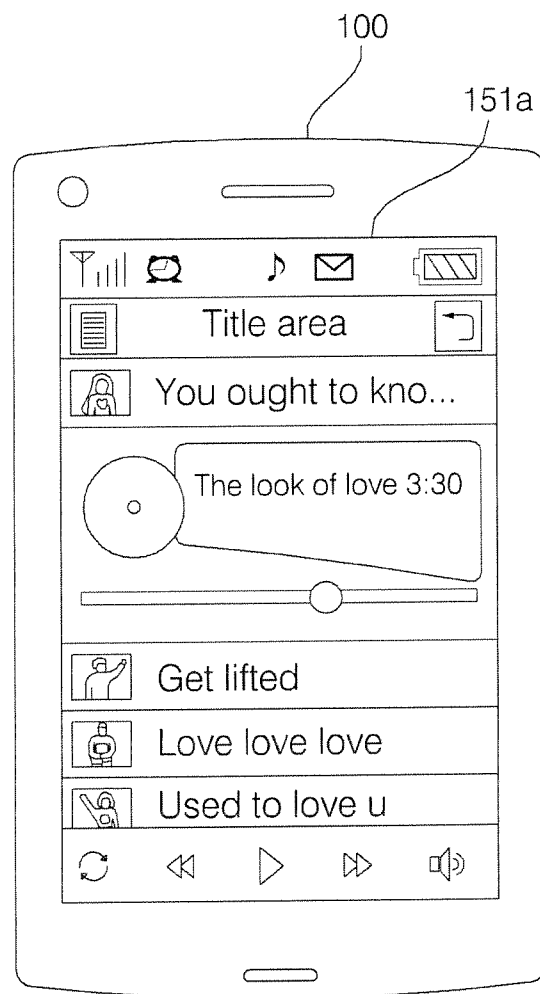 100
151a
Title area
You ought to kno...
The look of love 3:30
Get lifted
Love love love
Used to love u